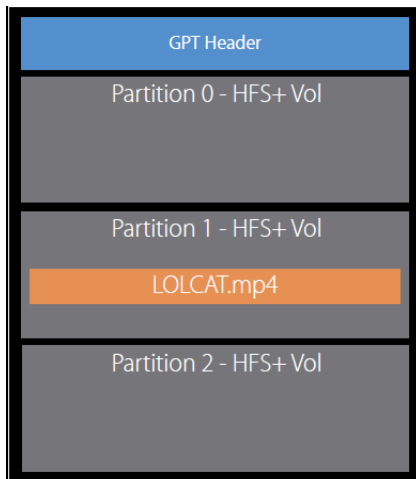 GPT Header
Partition 0 - HFS+ Vol
Partition 1 - HFS+ Vol
LOLCAT.mp4
Partition 2 - HFS+ Vol